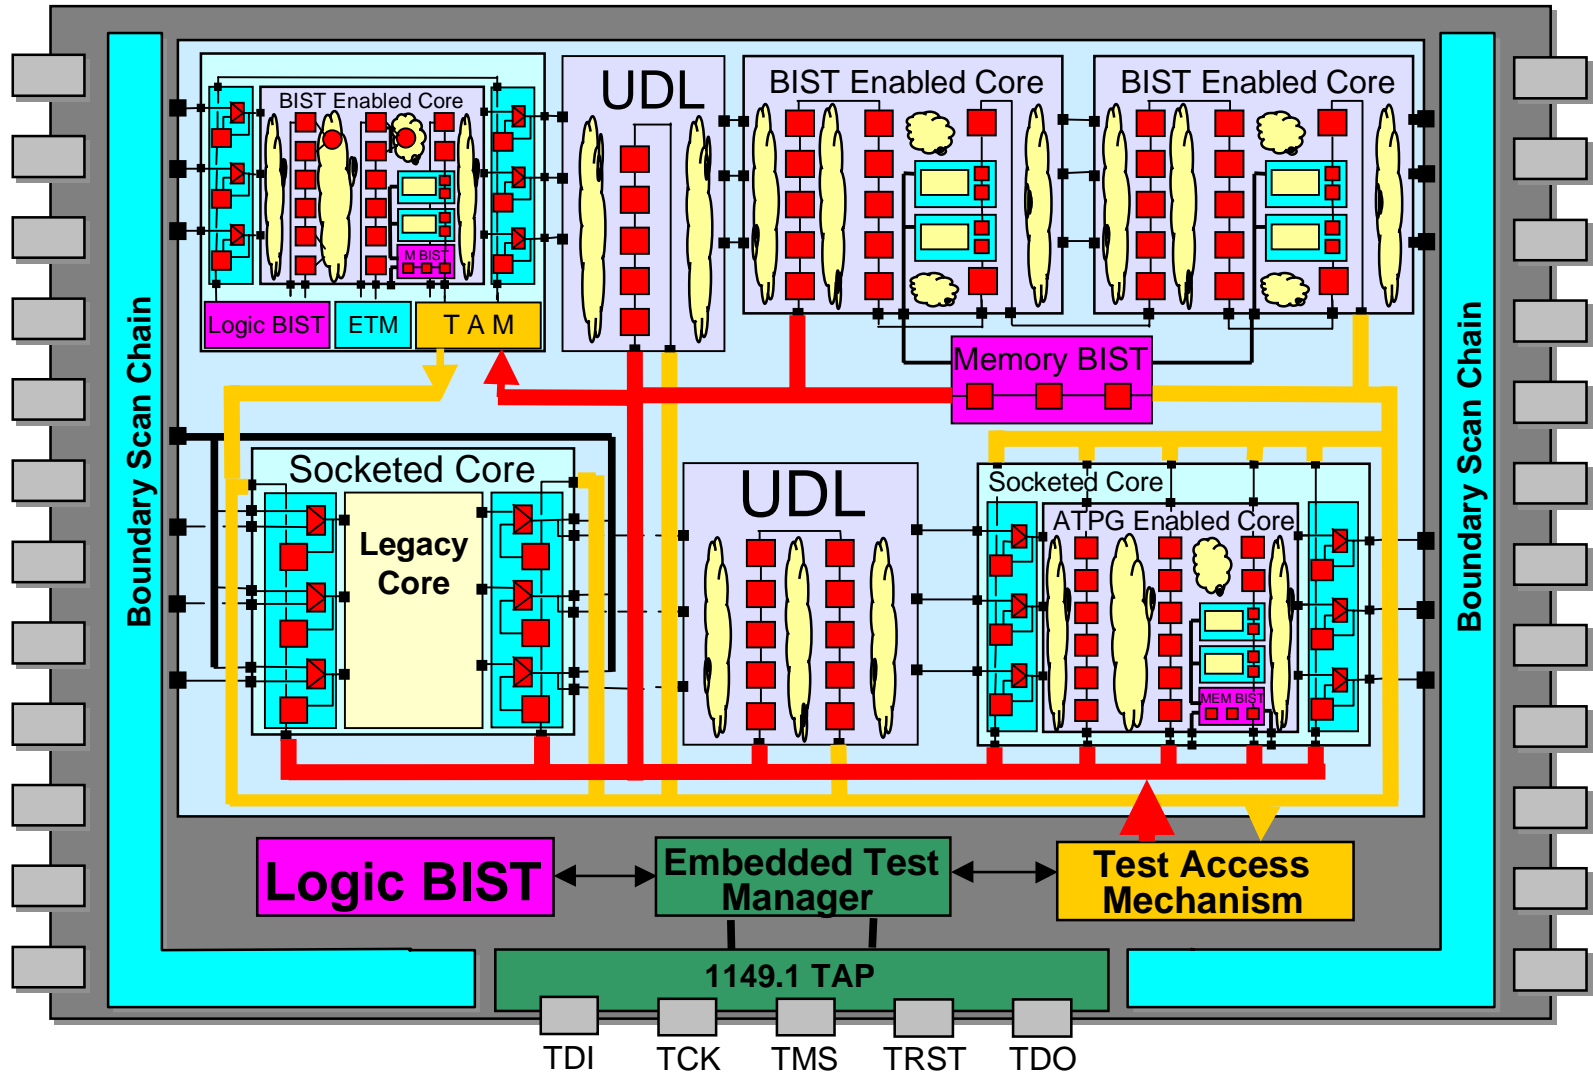 UDL
BIST Enabled Core
BIST Enabled Core
BIST Enabled Core
M BIST
Logic BIST
ETM
T A M
Memory BIST
Boundary Scan Chain
Boundary Scan Chain
Socketed Core
Legacy
Core
UDL
Socketed Core
ATPG Enabled Core
MEM BIST
Logic BIST
Embedded Test
Manager
Test Access
Mechanism
1149.1 TAP
TDI
TCK
TMS
TRST
TDO